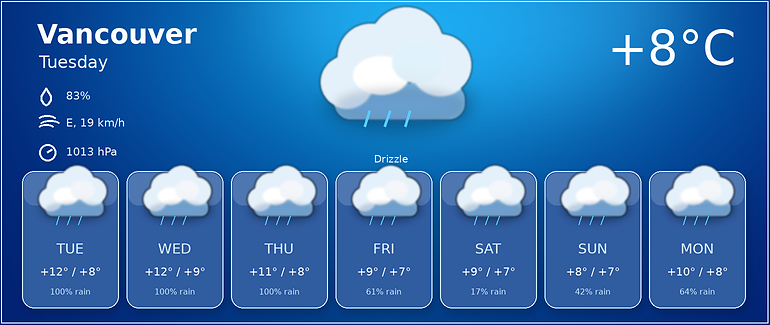 Vancouver
Tuesday
+8°C
83%
E, 19 km/h
1013 hPa
Drizzle
TUE
+12° / +8°
100% rain
WED
+12° / +9°
100% rain
THU
+11° / +8°
100% rain
FRI
+9° / +7°
61% rain
SAT
+9° / +7°
17% rain
SUN
+8° / +7°
42% rain
MON
+10° / +8°
64% rain